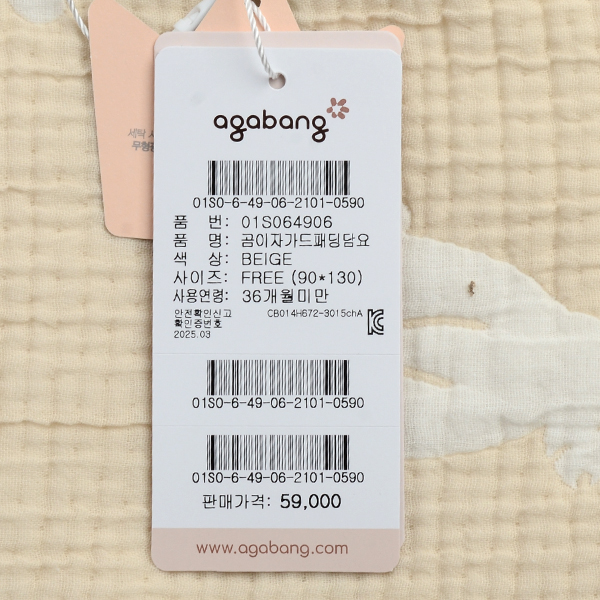 agabang
01S0-6-49-06-2101-0590
품 번: 01S064906
품 명: 곰이자가드패딩담요
색 상: BEIGE
사이즈: FREE (90*130)
사용연령: 36개월미만
안전확인신고 CB014H672-3015chA
확인증번호
2025.03
01S0-6-49-06-2101-0590
01S0-6-49-06-2101-0590
판매가격: 59,000
www.agabang.com
세탁